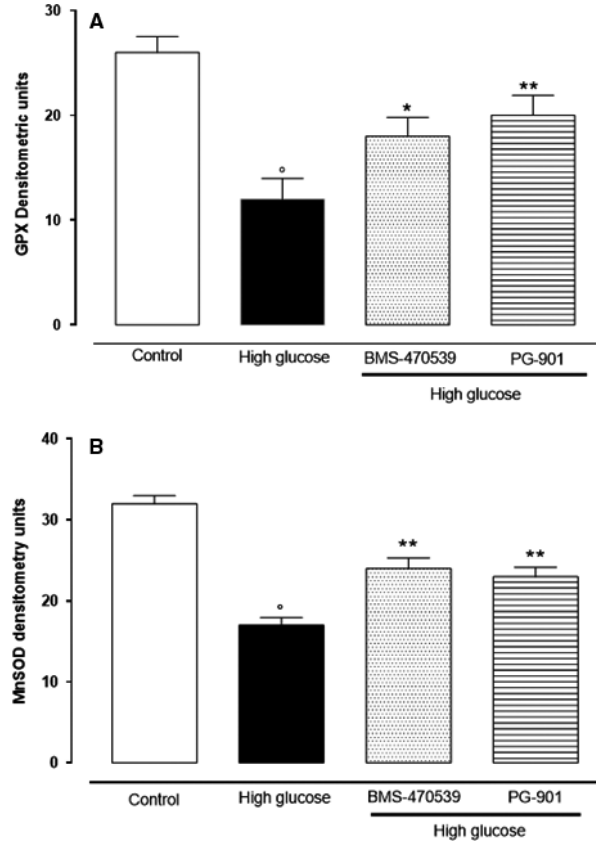 A
GPX Densitometric units
30
20
10
0
°
*
**
Control High glucose BMS-470539 PG-901
High glucose
B
MnSOD densitometry units
40
30
20
10
0
°
**
**
Control High glucose BMS-470539 PG-901
High glucose